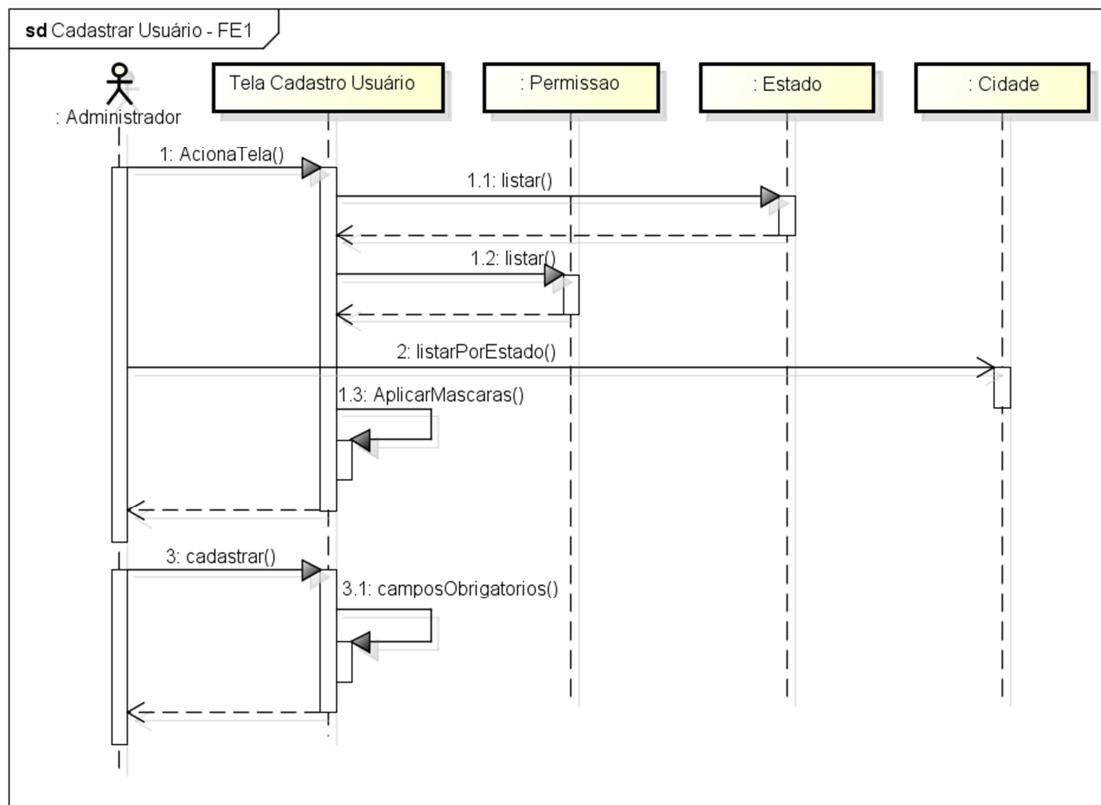 sd Cadastrar Usuário - FE1
: Administrador
Tela Cadastro Usuário
: Permissao
: Estado
: Cidade
1: AcionaTela()
1.1: listar()
1.2: listar()
2: listarPorEstado()
1.3: AplicarMascaras()
3: cadastrar()
3.1: camposObrigatorios()